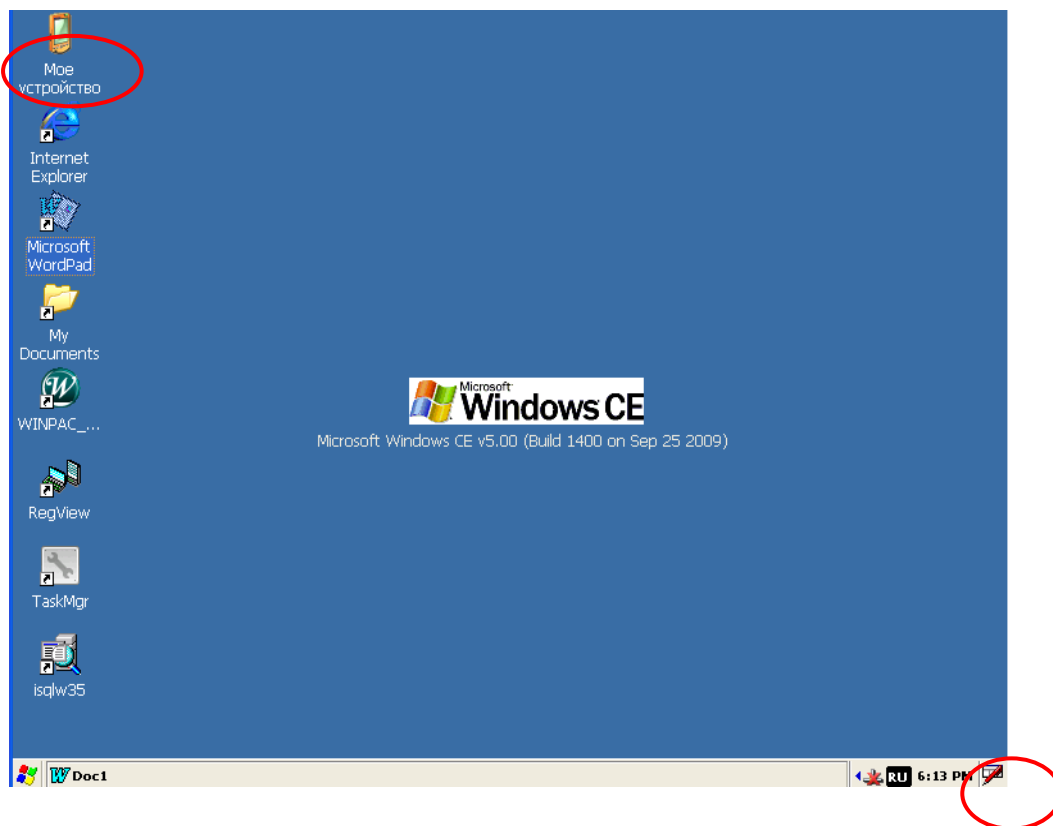 Мое
устройство
Internet
Explorer
Microsoft
WordPad
My
Documents
WINPAC_...
RegView
TaskMgr
isqlw35
Microsoft
Windows CE
Microsoft Windows CE v5.00 (Build 1400 on Sep 25 2009)
Doc1
RU 6:13 PM